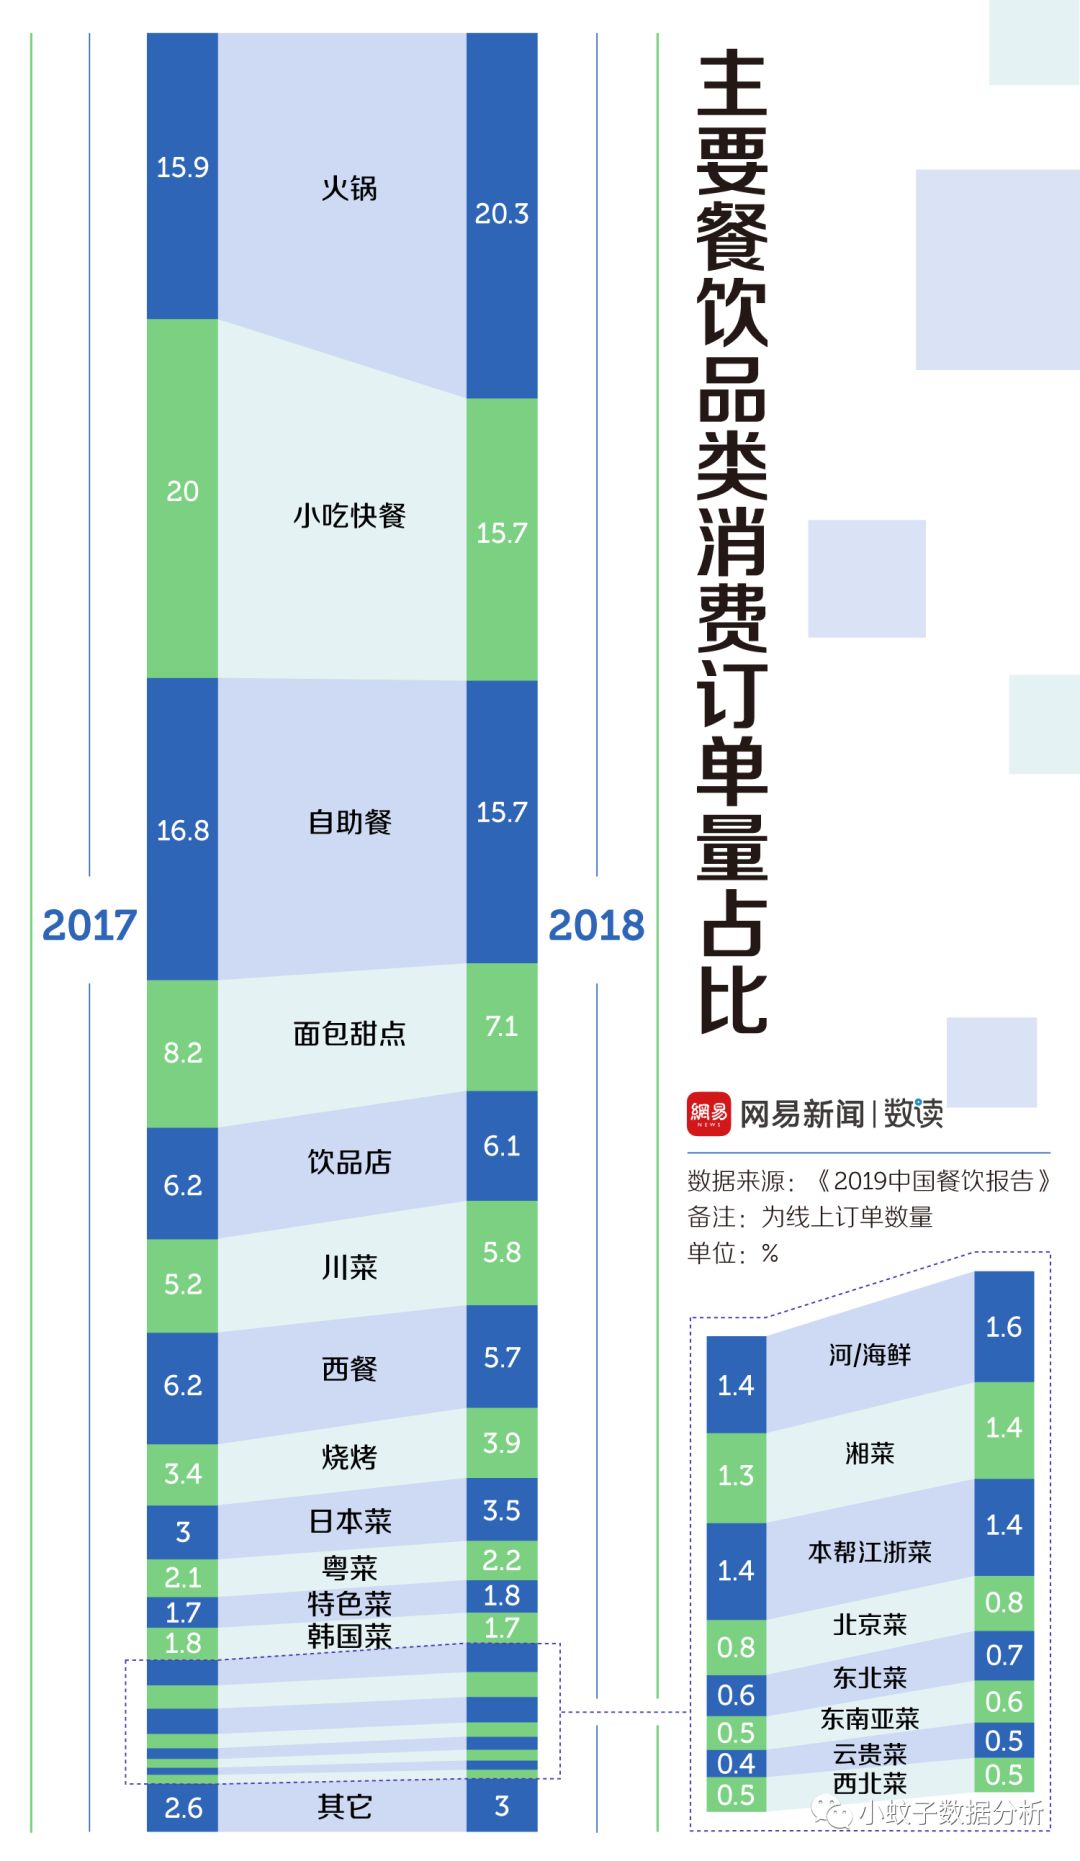 主要餐饮品类消费订单量占比
2017
2018
15.9 火锅 20.3
20 小吃快餐 15.7
16.8 自助餐 15.7
8.2 面包甜点 7.1
6.2 饮品店 6.1
5.2 川菜 5.8
6.2 西餐 5.7
3.4 烧烤 3.9
3 日本菜 3.5
2.1 粤菜 2.2
1.7 特色菜 1.8
1.8 韩国菜 1.7
2.6 其它 3
網易
NEWS
网易新闻 | 数读
数据来源：《2019中国餐饮报告》
备注：为线上订单数量
单位：%
1.4 河/海鲜 1.6
1.3 湘菜 1.4
1.4 本帮江浙菜 1.4
0.8 北京菜 0.8
0.6 东北菜 0.7
0.5 东南亚菜 0.6
0.4 云贵菜 0.5
0.5 西北菜 0.5
小蚊子数据分析